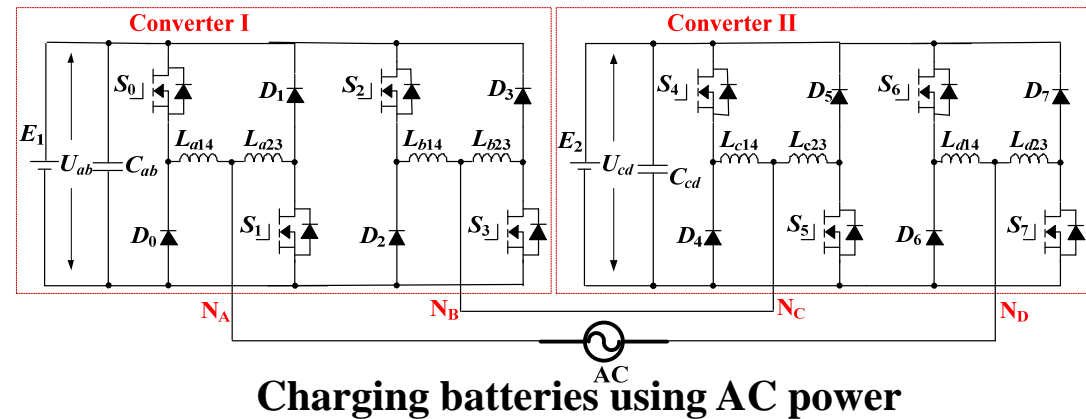 Converter I
Converter II
S0
D1
S2
D3
S4
D5
S6
D7
E1
Uab
Cab
La14
La23
Lb14
Lb23
E2
Ucd
Ccd
Lc14
Lc23
Ld14
Ld23
D0
S1
D2
S3
D4
S5
D6
S7
NA
NB
NC
ND
AC
Charging batteries using AC power